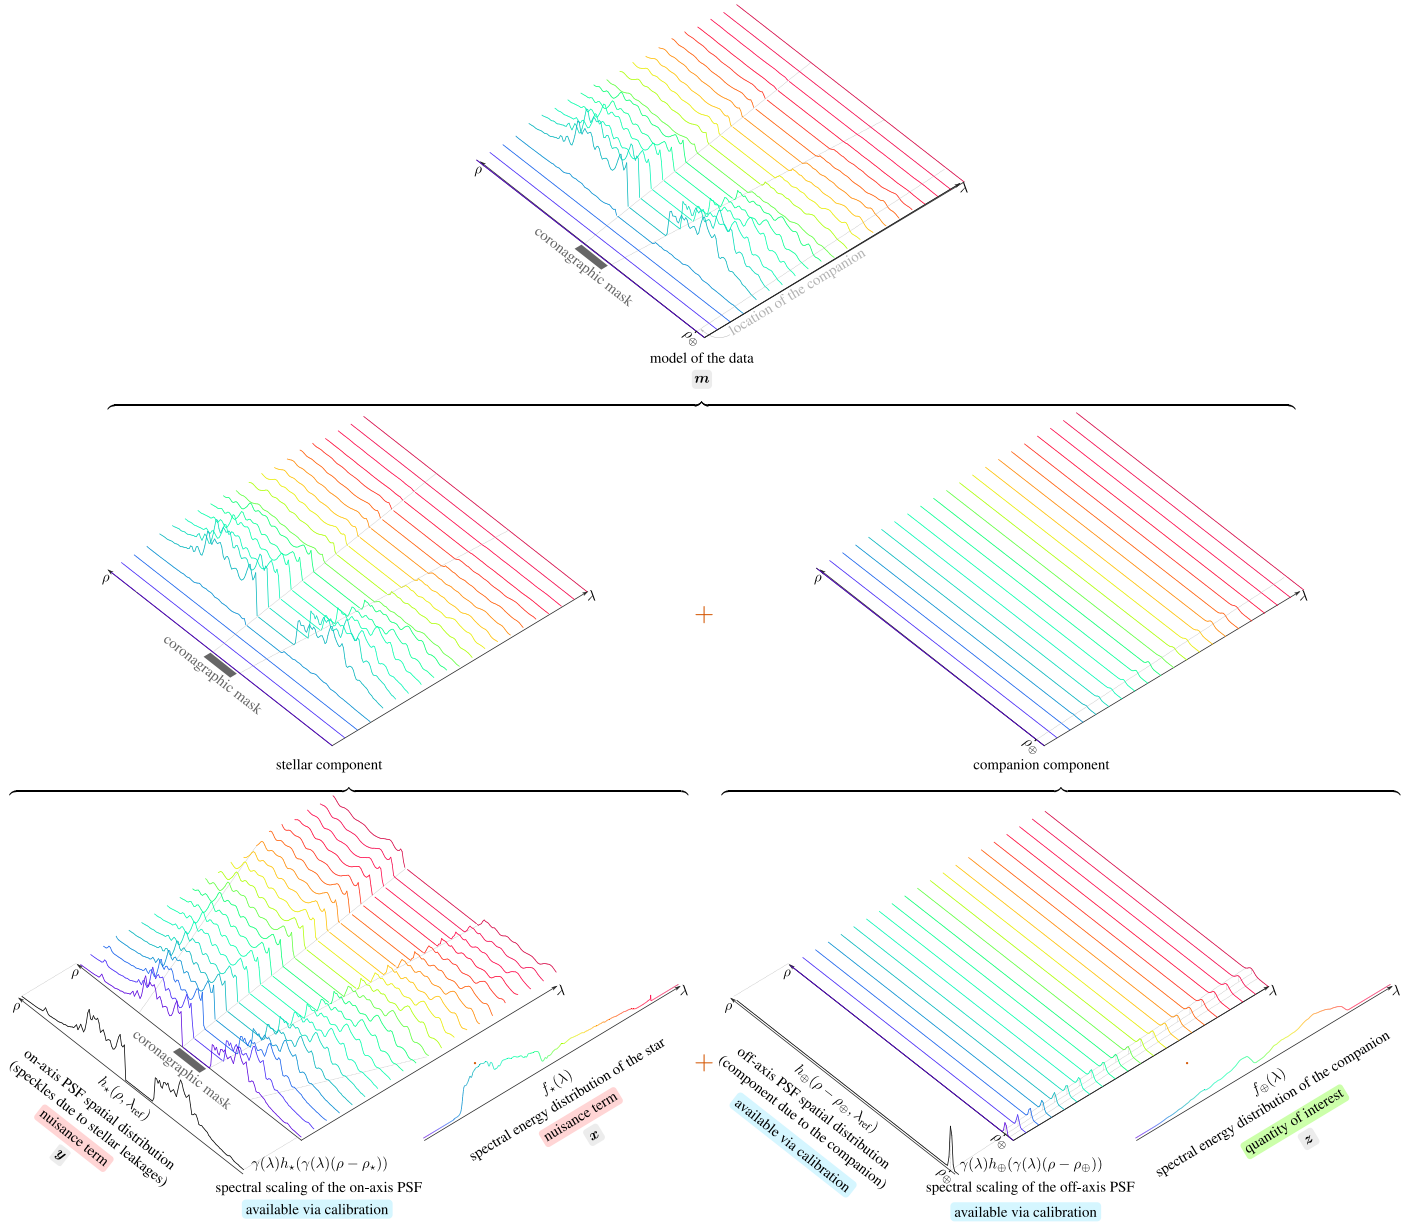 ρ
λ
coronagraphic mask
location of the companion
ρ⊕
model of the data
m
ρ
λ
coronagraphic mask
stellar component
+
ρ
λ
ρ⊕
companion component
ρ
ρ
λ
coronagraphic mask
h⋆(ρ, λref)
on-axis PSF spatial distribution
(speckles due to stellar leakages)
nuisance term
y
γ(λ)h⋆(γ(λ)(ρ − ρ⋆))
spectral scaling of the on-axis PSF
available via calibration
·
λ
f⋆(λ)
spectral energy distribution of the star
nuisance term
x
+
ρ
ρ
λ
ρ⊕
ρ⊕
h⊕(ρ − ρ⊕, λref)
off-axis PSF spatial distribution
(component due to the companion)
available via calibration
γ(λ)h⊕(γ(λ)(ρ − ρ⊕))
spectral scaling of the off-axis PSF
available via calibration
·
λ
f⊕(λ)
spectral energy distribution of the companion
quantity of interest
z